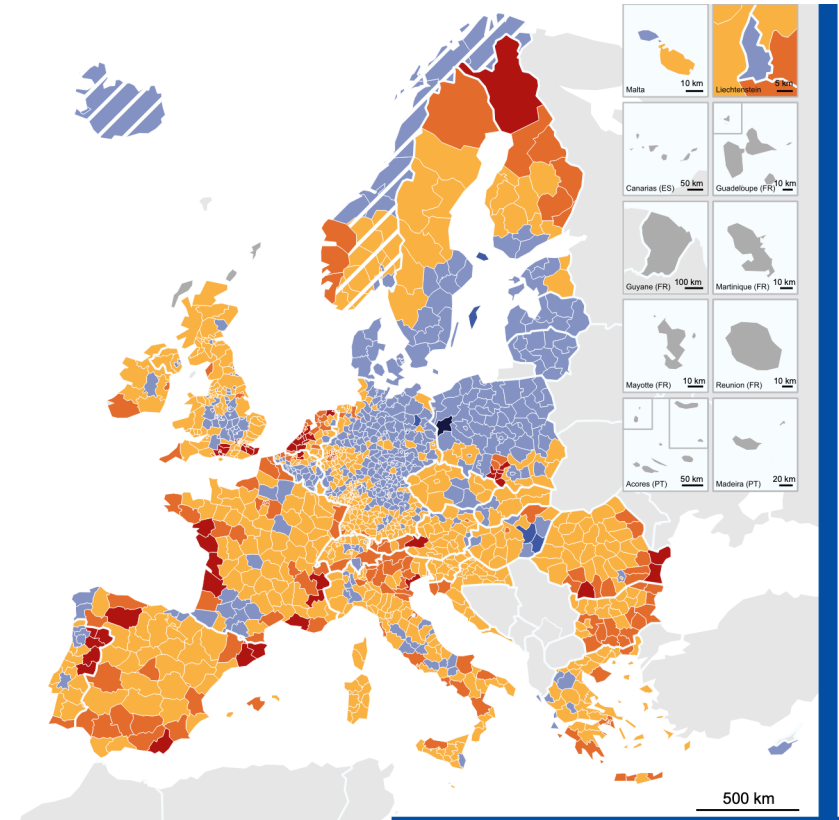 10 km
Malta
5 km
Liechtenstein
50 km
Canarias (ES)
10 km
Guadeloupe (FR)
100 km
Guyane (FR)
10 km
Martinique (FR)
10 km
Mayotte (FR)
10 km
Reunion (FR)
50 km
Acores (PT)
20 km
Madeira (PT)
500 km